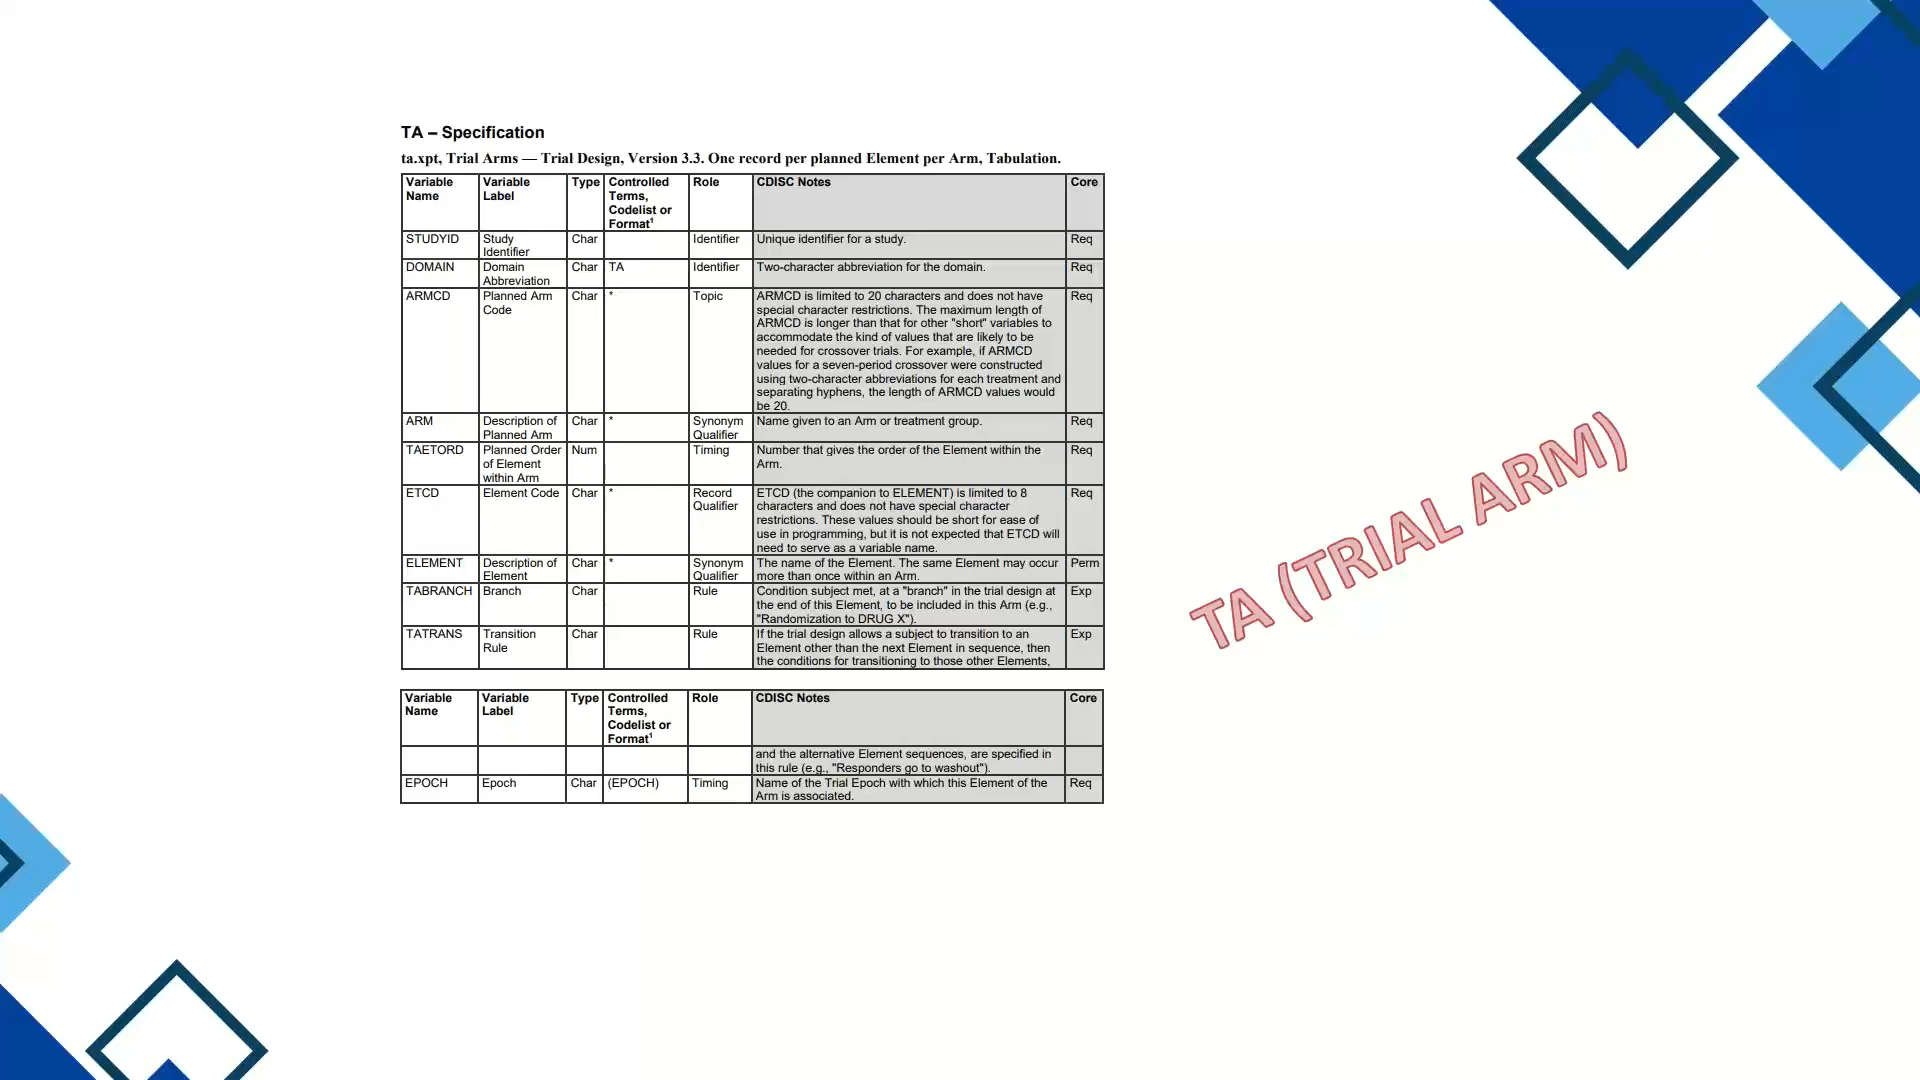 TA – Specification
ta.xpt, Trial Arms — Trial Design, Version 3.3. One record per planned Element per Arm, Tabulation.
Variable Name | Variable Label | Type | Controlled Terms, Codelist or Format¹ | Role | CDISC Notes | Core
STUDYID | Study Identifier | Char | | Identifier | Unique identifier for a study. | Req
DOMAIN | Domain Abbreviation | Char | TA | Identifier | Two-character abbreviation for the domain. | Req
ARMCD | Planned Arm Code | Char | * | Topic | ARMCD is limited to 20 characters and does not have special character restrictions. The maximum length of ARMCD is longer than that for other "short" variables to accommodate the kind of values that are likely to be needed for crossover trials. For example, if ARMCD values for a seven-period crossover were constructed using two-character abbreviations for each treatment and separating hyphens, the length of ARMCD values would be 20. | Req
ARM | Description of Planned Arm | Char | * | Synonym Qualifier | Name given to an Arm or treatment group. | Req
TAETORD | Planned Order of Element within Arm | Num | | Timing | Number that gives the order of the Element within the Arm. | Req
ETCD | Element Code | Char | * | Record Qualifier | ETCD (the companion to ELEMENT) is limited to 8 characters and does not have special character restrictions. These values should be short for ease of use in programming, but it is not expected that ETCD will need to serve as a variable name. | Req
ELEMENT | Description of Element | Char | * | Synonym Qualifier | The name of the Element. The same Element may occur more than once within an Arm. | Perm
TABRANCH | Branch | Char | | Rule | Condition subject met, at a "branch" in the trial design at the end of this Element, to be included in this Arm (e.g., "Randomization to DRUG X"). | Exp
TATRANS | Transition Rule | Char | | Rule | If the trial design allows a subject to transition to an Element other than the next Element in sequence, then the conditions for transitioning to those other Elements, | Exp
Variable Name | Variable Label | Type | Controlled Terms, Codelist or Format¹ | Role | CDISC Notes | Core
and the alternative Element sequences, are specified in this rule (e.g., "Responders go to washout").
EPOCH | Epoch | Char | (EPOCH) | Timing | Name of the Trial Epoch with which this Element of the Arm is associated. | Req
TA (TRIAL ARM)